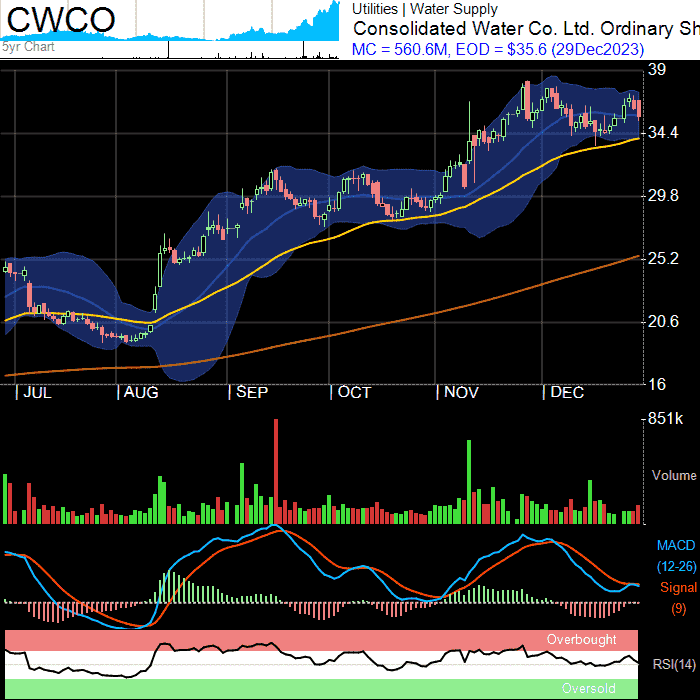 CWCO
5yr Chart
Utilities | Water Supply
Consolidated Water Co. Ltd. Ordinary Sh
MC = 560.6M, EOD = $35.6 (29Dec2023)
39
34.4
29.8
25.2
20.6
16
JUL AUG SEP OCT NOV DEC
851k
Volume
MACD
(12-26)
Signal
(9)
Overbought
RSI(14)
Oversold